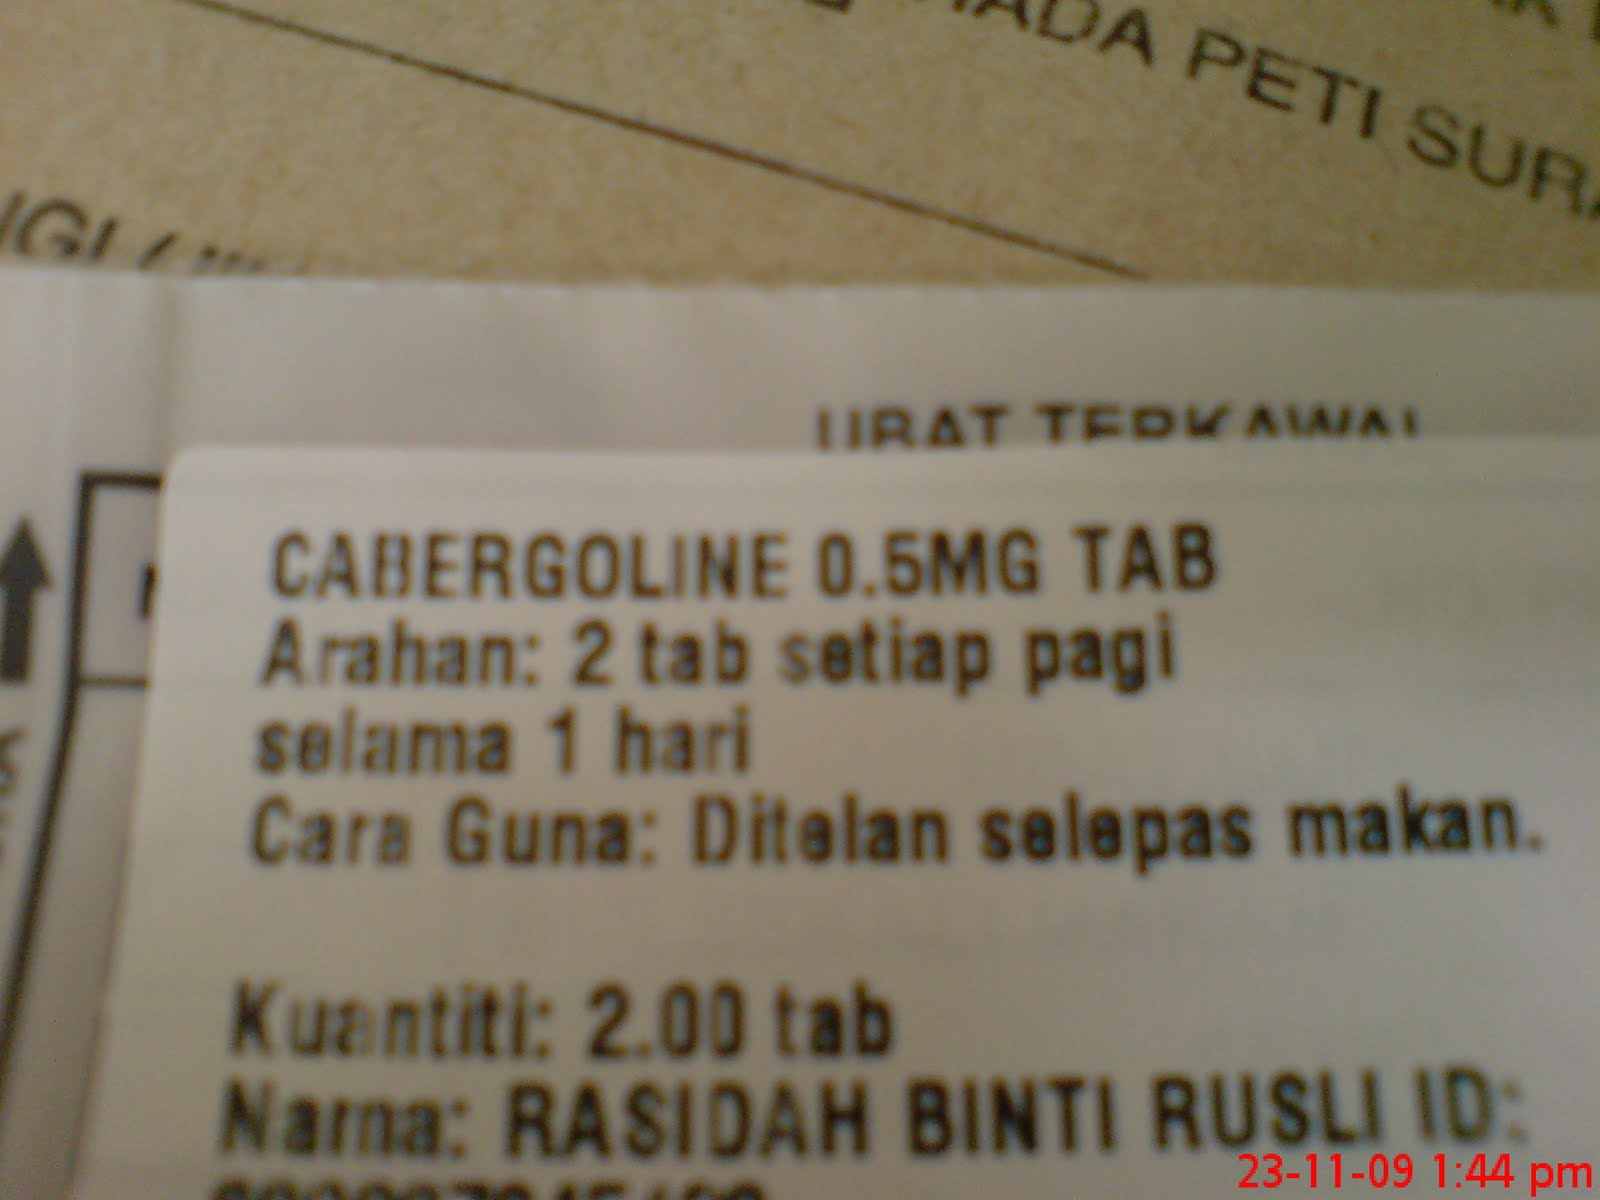 PETI SURA
UBAT TERKAWAL
CABERGOLINE 0.5MG TAB
Arahan: 2 tab setiap pagi
selama 1 hari
Cara Guna: Ditelan selepas makan.
Kuantiti: 2.00 tab
Nama: RASIDAH BINTI RUSLI ID:
23-11-09 1:44 pm